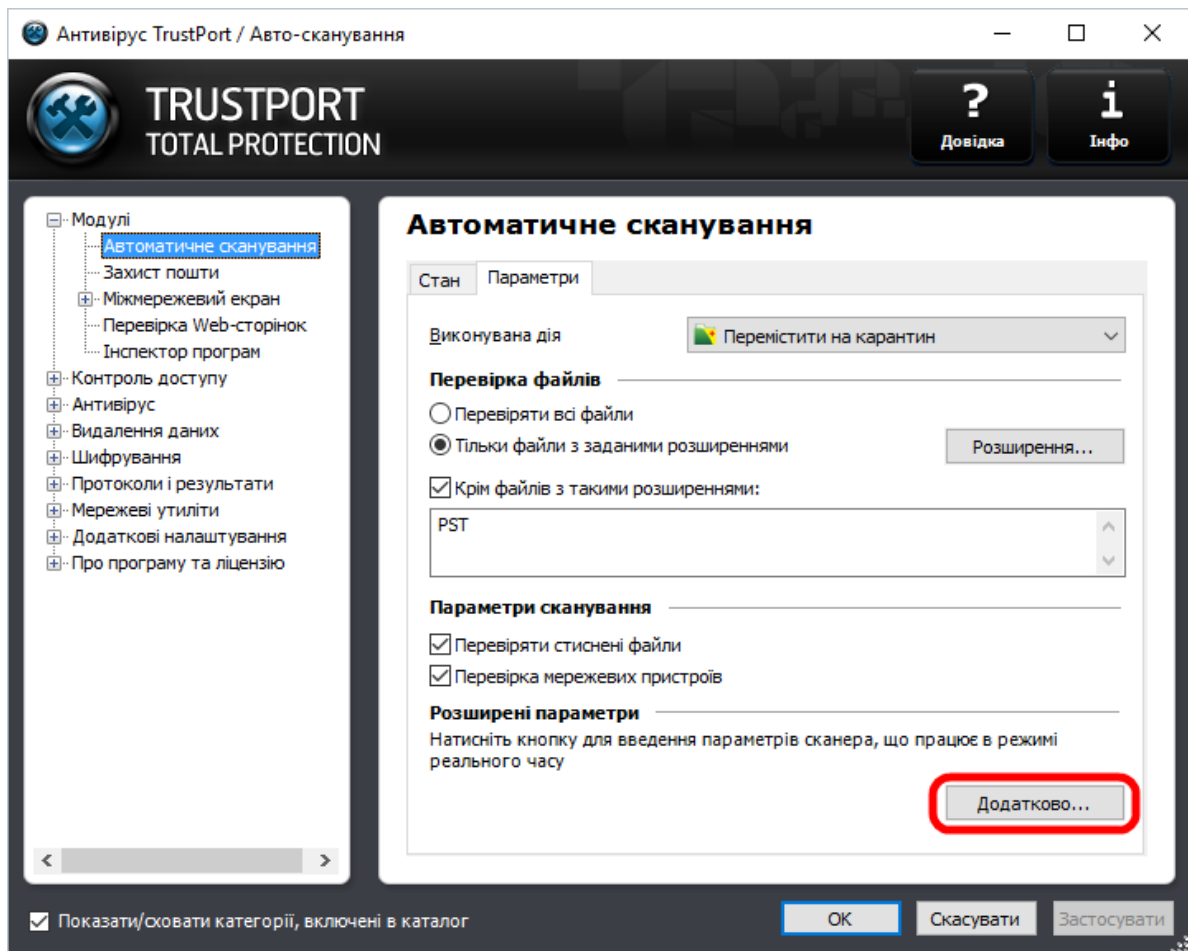 Антивірус TrustPort / Авто-сканування
TRUSTPORT
TOTAL PROTECTION
?
Довідка
i
Інфо
Модулі
Автоматичне сканування
Захист пошти
Міжмережевий екран
Перевірка Web-сторінок
Інспектор програм
Контроль доступу
Антивірус
Видалення даних
Шифрування
Протоколи і результати
Мережеві утиліти
Додаткові налаштування
Про програму та ліцензію
Автоматичне сканування
Стан
Параметри
Виконувана дія
Перемістити на карантин
Перевірка файлів
Перевіряти всі файли
Тільки файли з заданими розширеннями
Розширення...
Крім файлів з такими розширеннями:
PST
Параметри сканування
Перевіряти стиснені файли
Перевірка мережевих пристроїв
Розширені параметри
Натисніть кнопку для введення параметрів сканера, що працює в режимі
реального часу
Додатково...
Показати/сховати категорії, включені в каталог
OK
Скасувати
Застосувати